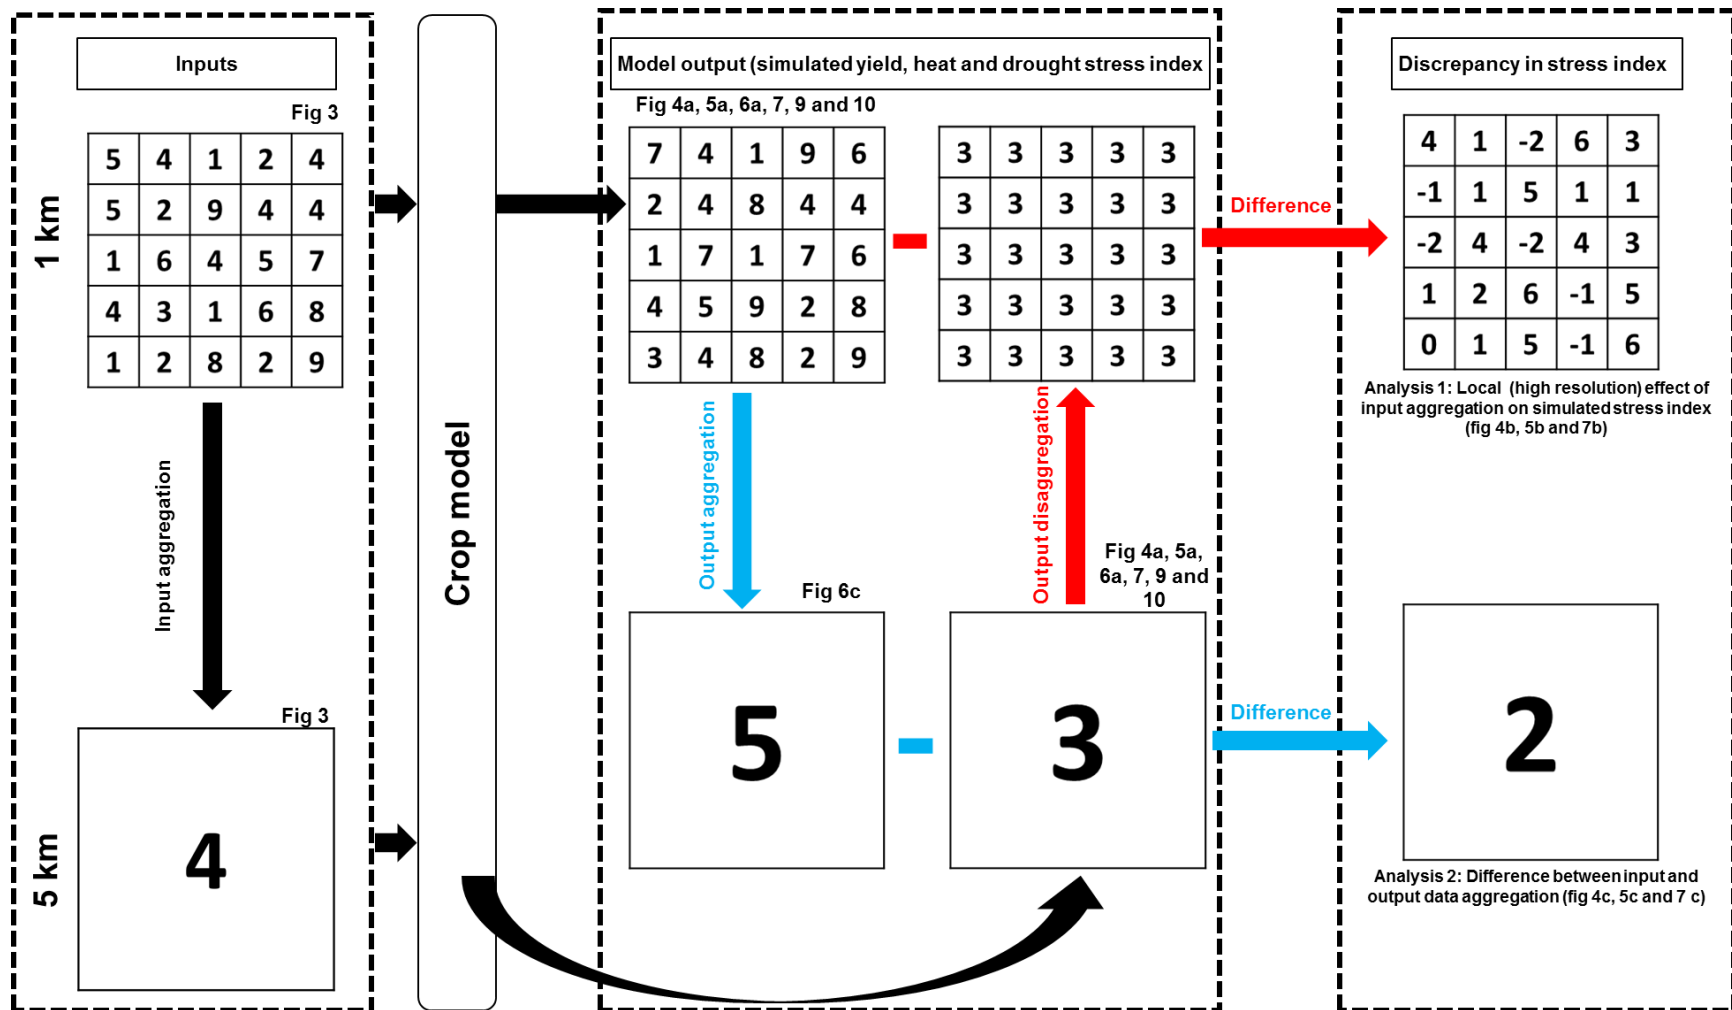 Inputs
Fig 3
1 km
5 4 1 2 4
5 2 9 4 4
1 6 4 5 7
4 3 1 6 8
1 2 8 2 9
Input aggregation
Fig 3
5 km
4
Crop model
Model output (simulated yield, heat and drought stress index
Fig 4a, 5a, 6a, 7, 9 and 10
7 4 1 9 6
2 4 8 4 4
1 7 1 7 6
4 5 9 2 8
3 4 8 2 9
-
3 3 3 3 3
3 3 3 3 3
3 3 3 3 3
3 3 3 3 3
3 3 3 3 3
Output aggregation
Output disaggregation
Fig 6c
5
-
Fig 4a, 5a,
6a, 7, 9 and
10
3
Difference
Difference
Discrepancy in stress index
4 1 -2 6 3
-1 1 5 1 1
-2 4 -2 4 3
1 2 6 -1 5
0 1 5 -1 6
Analysis 1: Local (high resolution) effect of
input aggregation on simulated stress index
(fig 4b, 5b and 7b)
2
Analysis 2: Difference between input and
output data aggregation (fig 4c, 5c and 7 c)